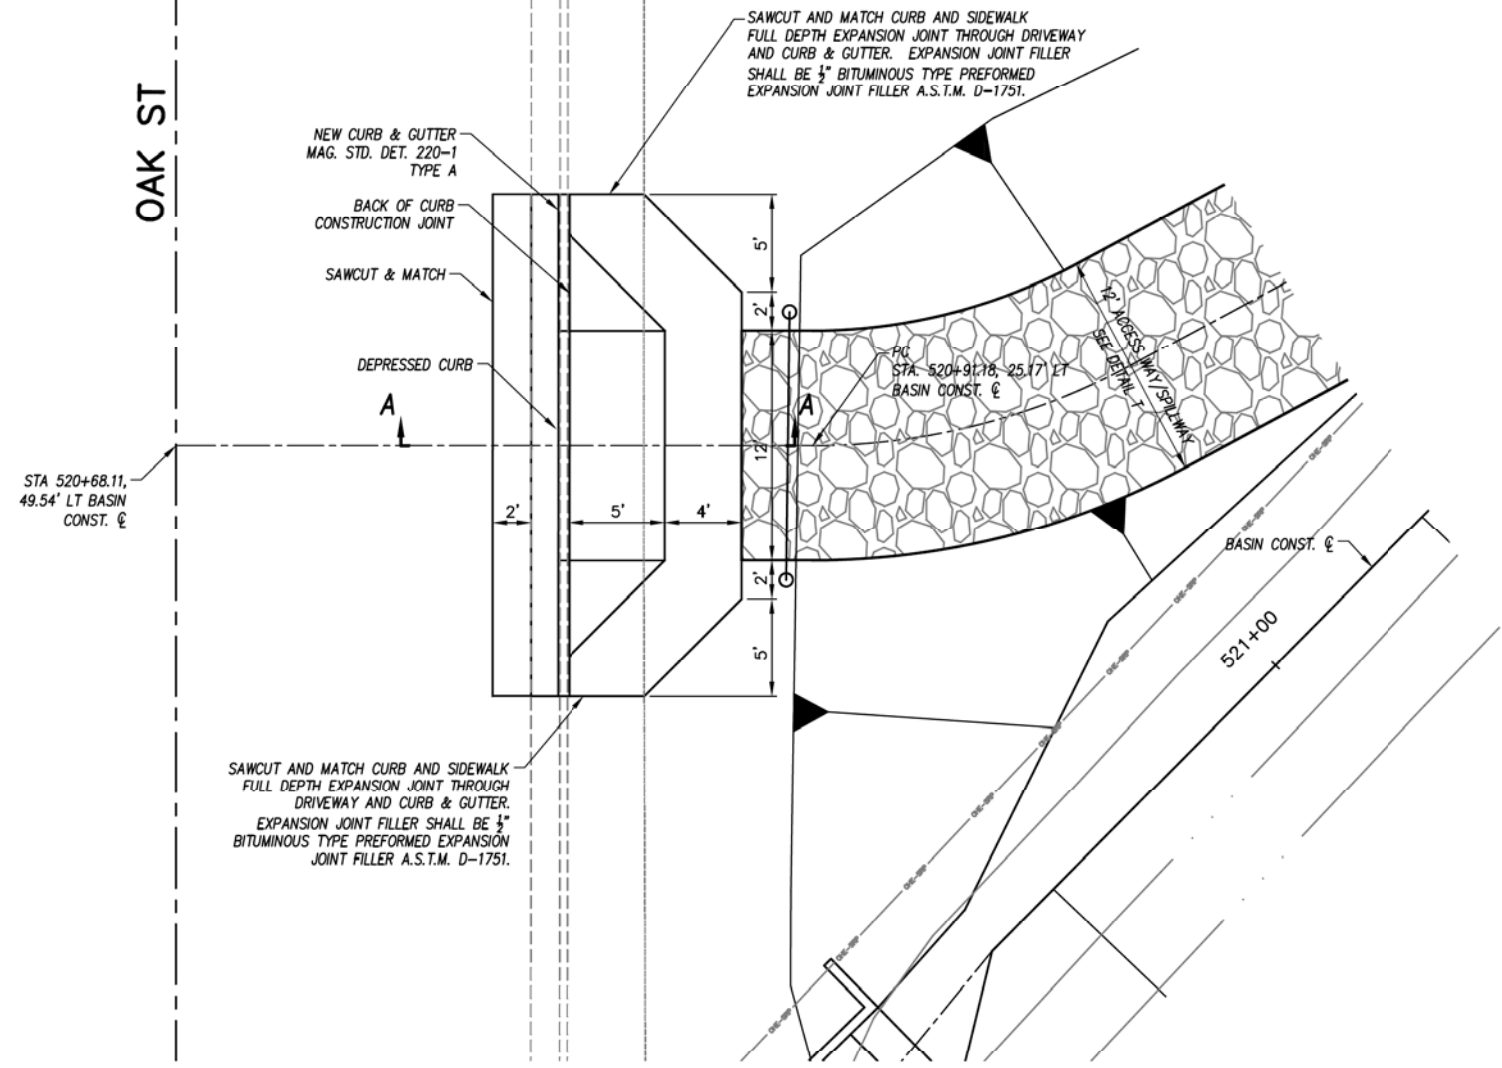 SAWCUT AND MATCH CURB AND SIDEWALK
FULL DEPTH EXPANSION JOINT THROUGH DRIVEWAY
AND CURB & GUTTER. EXPANSION JOINT FILLER
SHALL BE ½" BITUMINOUS TYPE PREFORMED
EXPANSION JOINT FILLER A.S.T.M. D-1751.
OAK ST
NEW CURB & GUTTER
MAG. STD. DET. 220-1
TYPE A
BACK OF CURB
CONSTRUCTION JOINT
SAWCUT & MATCH
DEPRESSED CURB
A
A
5'
2'
12'
2'
5'
2'
5'
4'
PC
STA. 520+91.18, 25.17' LT
BASIN CONST. ℄
12' ACCESS WAY/SPILLWAY
SEE DETAIL T
STA 520+68.11,
49.54' LT BASIN
CONST. ℄
BASIN CONST. ℄
521+00
SAWCUT AND MATCH CURB AND SIDEWALK
FULL DEPTH EXPANSION JOINT THROUGH
DRIVEWAY AND CURB & GUTTER.
EXPANSION JOINT FILLER SHALL BE ½"
BITUMINOUS TYPE PREFORMED EXPANSION
JOINT FILLER A.S.T.M. D-1751.